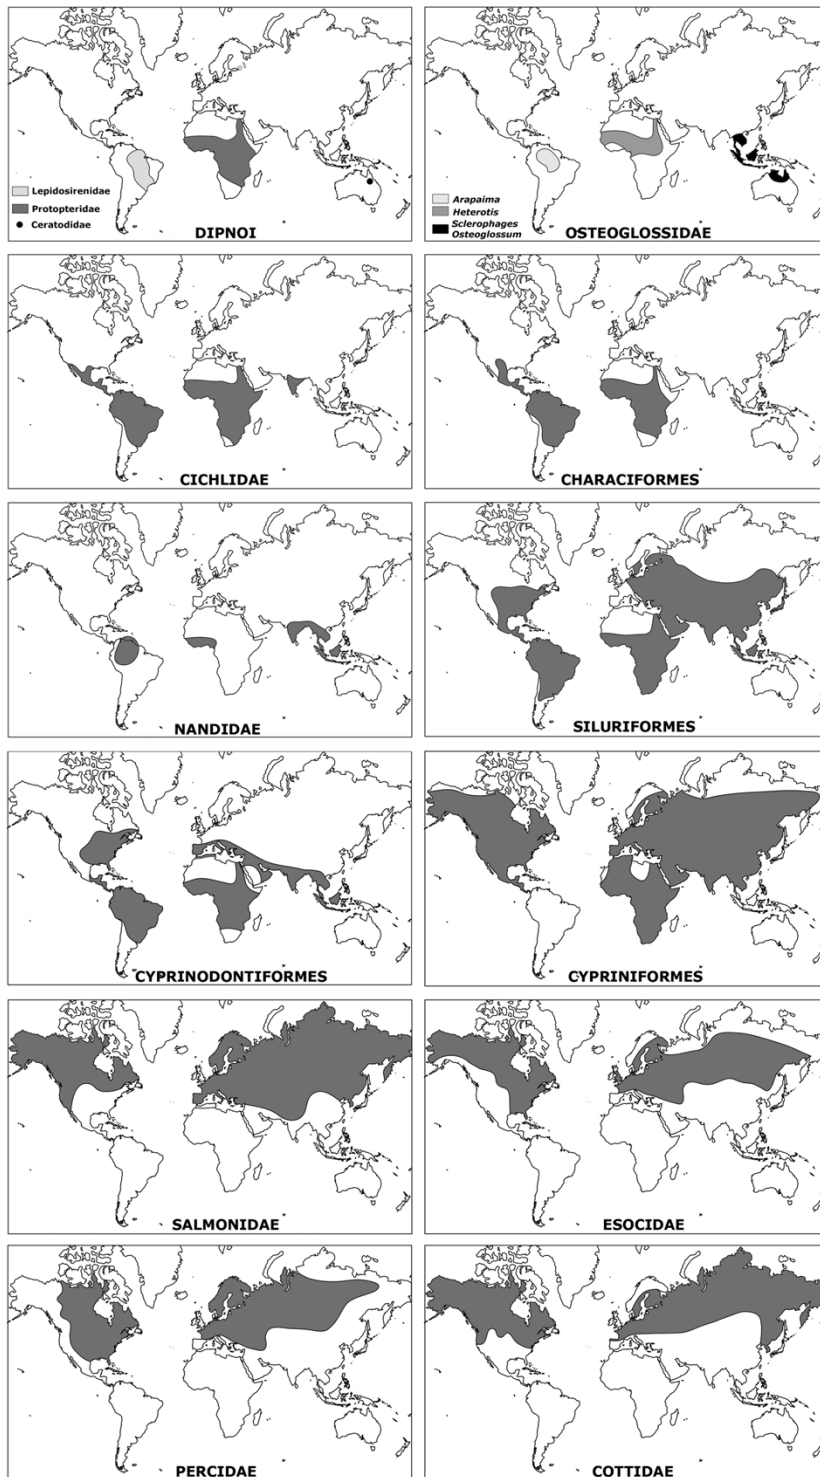 Lepidosirenidae
Protopteridae
Ceratodidae
DIPNOI
Arapaima
Heterotis
Sclerophages
Osteoglossum
OSTEOGLOSSIDAE
CICHLIDAE
CHARACIFORMES
NANDIDAE
SILURIFORMES
CYPRINODONTIFORMES
CYPRINIFORMES
SALMONIDAE
ESOCIDAE
PERCIDAE
COTTIDAE